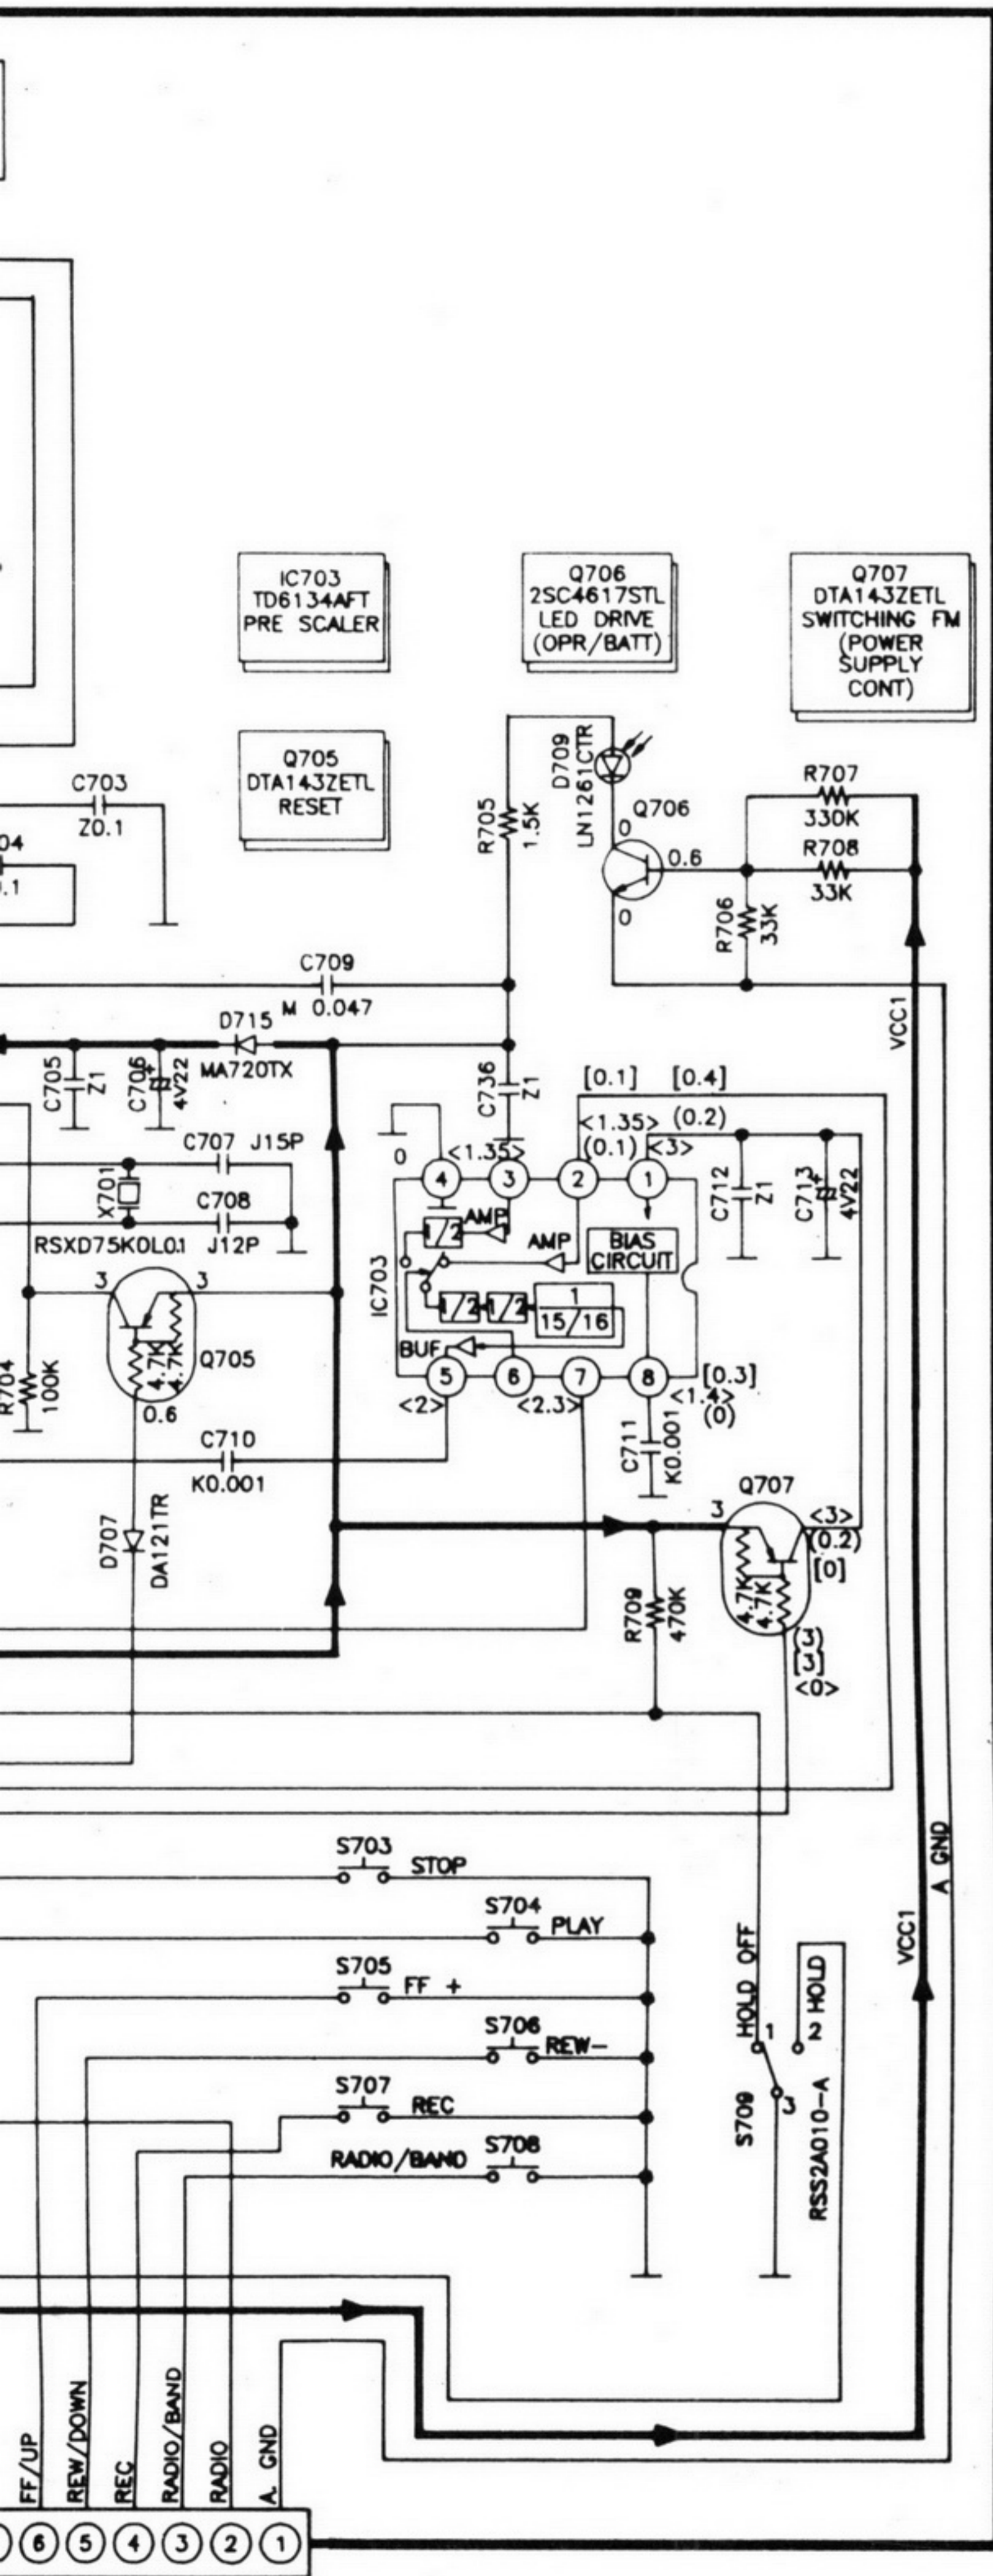 IC703
TD6134AFT
PRE SCALER
Q706
2SC4617STL
LED DRIVE
(OPR/BATT)
Q707
DTA143ZETL
SWITCHING FM
(POWER
SUPPLY
CONT)
Q705
DTA143ZETL
RESET
C703
Z0.1
04
.1
R705
1.5K
D709
LN1261CTR
Q706
0
0.6
0
R707
330K
R708
33K
R706
33K
C709
M 0.047
VCC1
D715
MA720TX
C705
Z1
C706
+
4V22
C736
Z1
[0.1]
[0.4]
<1.35>
(0.2)
(0.1)
<3>
C707 J15P
X701
C708
RSXD75K0L01 J12P
0
<1.35>
4
3
2
1
C712
Z1
C713
+
4V22
IC703
AMP
1/2
AMP
BIAS
CIRCUIT
1/2
1/2
1
15/16
BUF
5
6
7
8
<2>
<2.3>
[0.3]
<1.4>
(0)
3
3
4.7K
4.7K
Q705
0.6
R704
100K
C710
K0.001
C711
K0.001
D707
DA121TR
Q707
3
<3>
(0.2)
[0]
4.7K
4.7K
R709
470K
(3)
[3]
<0>
S703
STOP
S704
PLAY
S705
FF +
S706
REW-
S707
REC
RADIO/BAND
S708
A GND
VCC1
HOLD OFF
HOLD
1
2
3
S709
RSS2A010-A
FF/UP
REW/DOWN
REC
RADIO/BAND
RADIO
A. GND
6
5
4
3
2
1